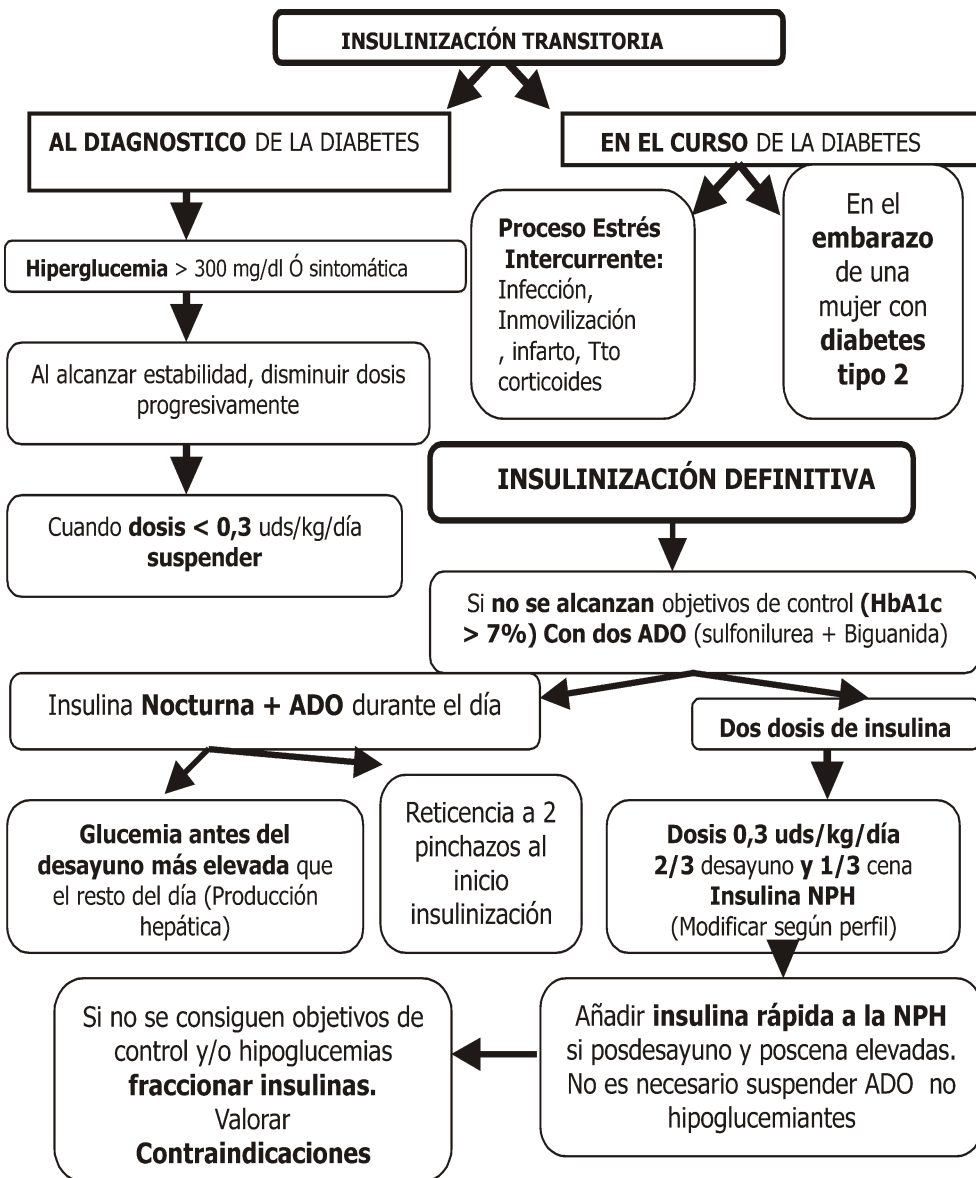 INSULINIZACIÓN TRANSITORIA
AL DIAGNOSTICO DE LA DIABETES
EN EL CURSO DE LA DIABETES
Hiperglucemia > 300 mg/dl Ó sintomática
Al alcanzar estabilidad, disminuir dosis
progresivamente
Cuando dosis < 0,3 uds/kg/día
suspender
Proceso Estrés
Intercurrente:
Infección,
Inmovilización
, infarto, Tto
corticoides
En el
embarazo
de una
mujer con
diabetes
tipo 2
INSULINIZACIÓN DEFINITIVA
Si no se alcanzan objetivos de control (HbA1c
> 7%) Con dos ADO (sulfonilurea + Biguanida)
Insulina Nocturna + ADO durante el día
Dos dosis de insulina
Glucemia antes del
desayuno más elevada que
el resto del día (Producción
hepática)
Reticencia a 2
pinchazos al
inicio
insulinización
Dosis 0,3 uds/kg/día
2/3 desayuno y 1/3 cena
Insulina NPH
(Modificar según perfil)
Añadir insulina rápida a la NPH
si posdesayuno y poscena elevadas.
No es necesario suspender ADO no
hipoglucemiantes
Si no se consiguen objetivos de
control y/o hipoglucemias
fraccionar insulinas.
Valorar
Contraindicaciones